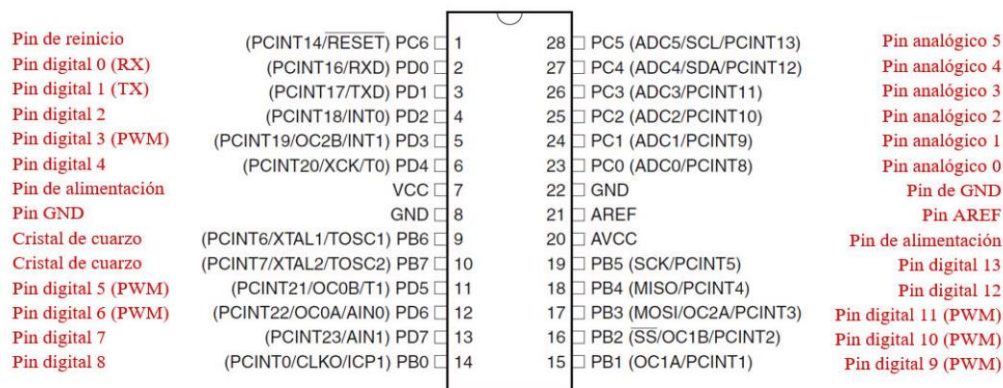 Pin de reinicio (PCINT14/RESET) PC6 1 28 PC5 (ADC5/SCL/PCINT13) Pin analógico 5
Pin digital 0 (RX) (PCINT16/RXD) PD0 2 27 PC4 (ADC4/SDA/PCINT12) Pin analógico 4
Pin digital 1 (TX) (PCINT17/TXD) PD1 3 26 PC3 (ADC3/PCINT11) Pin analógico 3
Pin digital 2 (PCINT18/INT0) PD2 4 25 PC2 (ADC2/PCINT10) Pin analógico 2
Pin digital 3 (PWM) (PCINT19/OC2B/INT1) PD3 5 24 PC1 (ADC1/PCINT9) Pin analógico 1
Pin digital 4 (PCINT20/XCK/T0) PD4 6 23 PC0 (ADC0/PCINT8) Pin analógico 0
Pin de alimentación VCC 7 22 GND Pin de GND
Pin GND GND 8 21 AREF Pin AREF
Cristal de cuarzo (PCINT6/XTAL1/TOSC1) PB6 9 20 AVCC Pin de alimentación
Cristal de cuarzo (PCINT7/XTAL2/TOSC2) PB7 10 19 PB5 (SCK/PCINT5) Pin digital 13
Pin digital 5 (PWM) (PCINT21/OC0B/T1) PD5 11 18 PB4 (MISO/PCINT4) Pin digital 12
Pin digital 6 (PWM) (PCINT22/OC0A/AIN0) PD6 12 17 PB3 (MOSI/OC2A/PCINT3) Pin digital 11 (PWM)
Pin digital 7 (PCINT23/AIN1) PD7 13 16 PB2 (SS/OC1B/PCINT2) Pin digital 10 (PWM)
Pin digital 8 (PCINT0/CLKO/ICP1) PB0 14 15 PB1 (OC1A/PCINT1) Pin digital 9 (PWM)